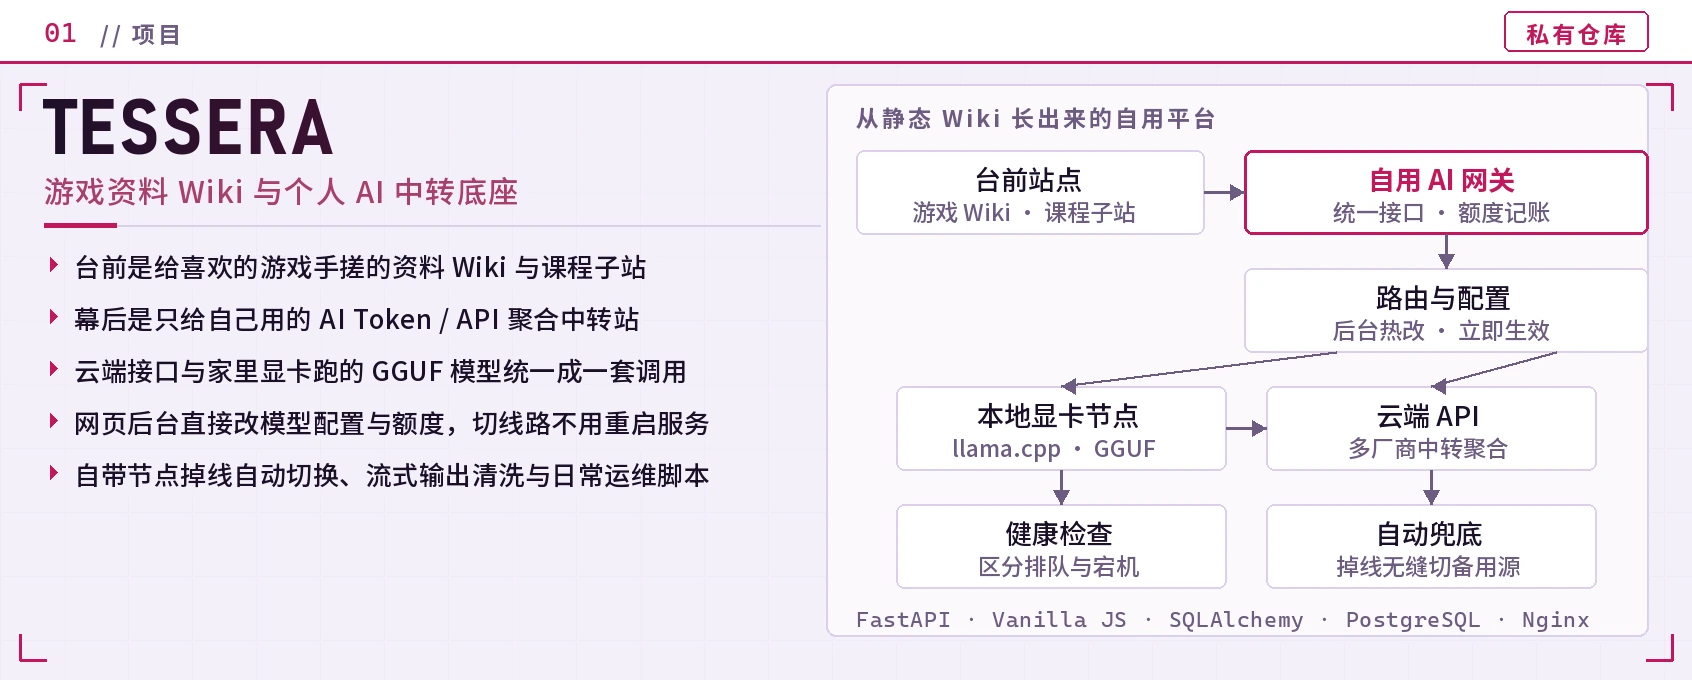 01 // 项目
私有仓库
TESSERA
游戏资料 Wiki 与个人 AI 中转底座
台前是给喜欢的游戏手搓的资料 Wiki 与课程子站
幕后是只给自己用的 AI Token / API 聚合中转站
云端接口与家里显卡跑的 GGUF 模型统一成一套调用
网页后台直接改模型配置与额度，切线路不用重启服务
自带节点掉线自动切换、流式输出清洗与日常运维脚本
从静态 Wiki 长出来的自用平台
台前站点
游戏 Wiki · 课程子站
自用 AI 网关
统一接口 · 额度记账
路由与配置
后台热改 · 立即生效
本地显卡节点
llama.cpp · GGUF
云端 API
多厂商中转聚合
健康检查
区分排队与宕机
自动兜底
掉线无缝切备用源
FastAPI · Vanilla JS · SQLAlchemy · PostgreSQL · Nginx